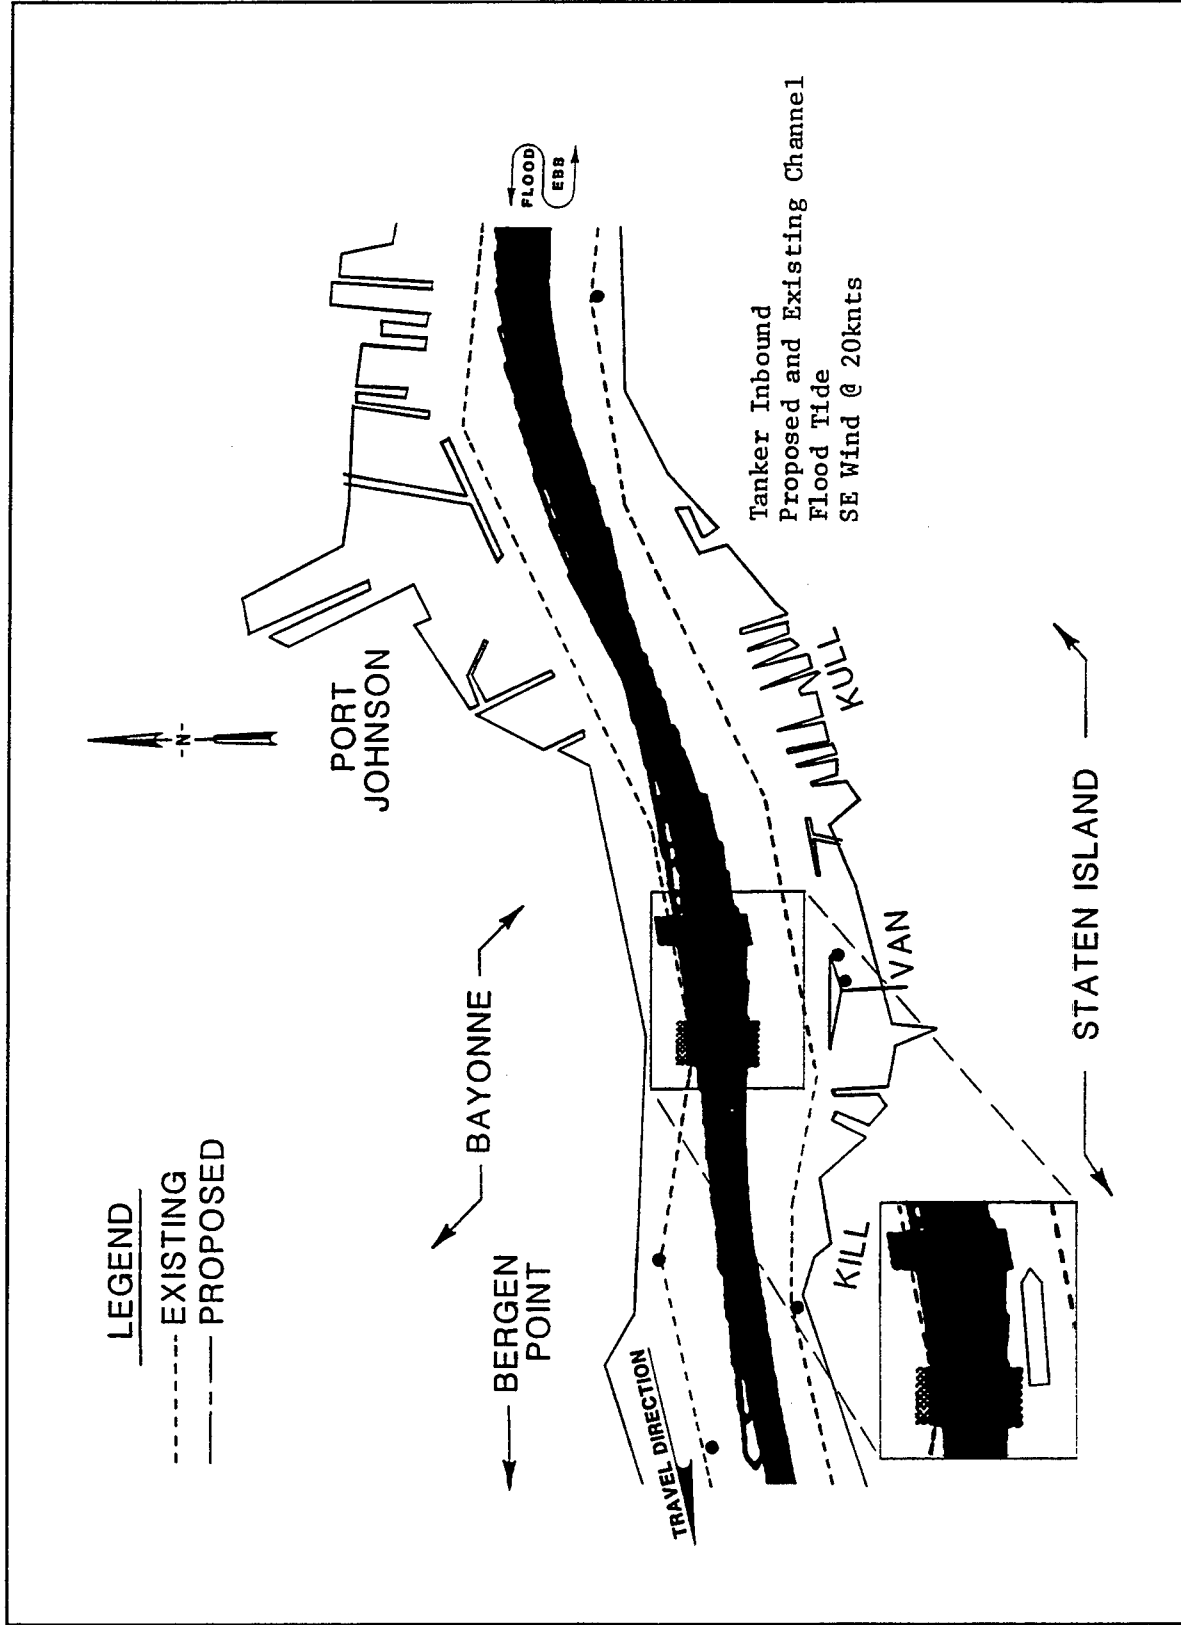 LEGEND
EXISTING
PROPOSED
-N-
PORT
JOHNSON
BAYONNE
BERGEN
POINT
TRAVEL DIRECTION
FLOOD
EBB
Tanker Inbound
Proposed and Existing Channel
Flood Tide
SE Wind @ 20knts
KILL
VAN
KULL
STATEN ISLAND